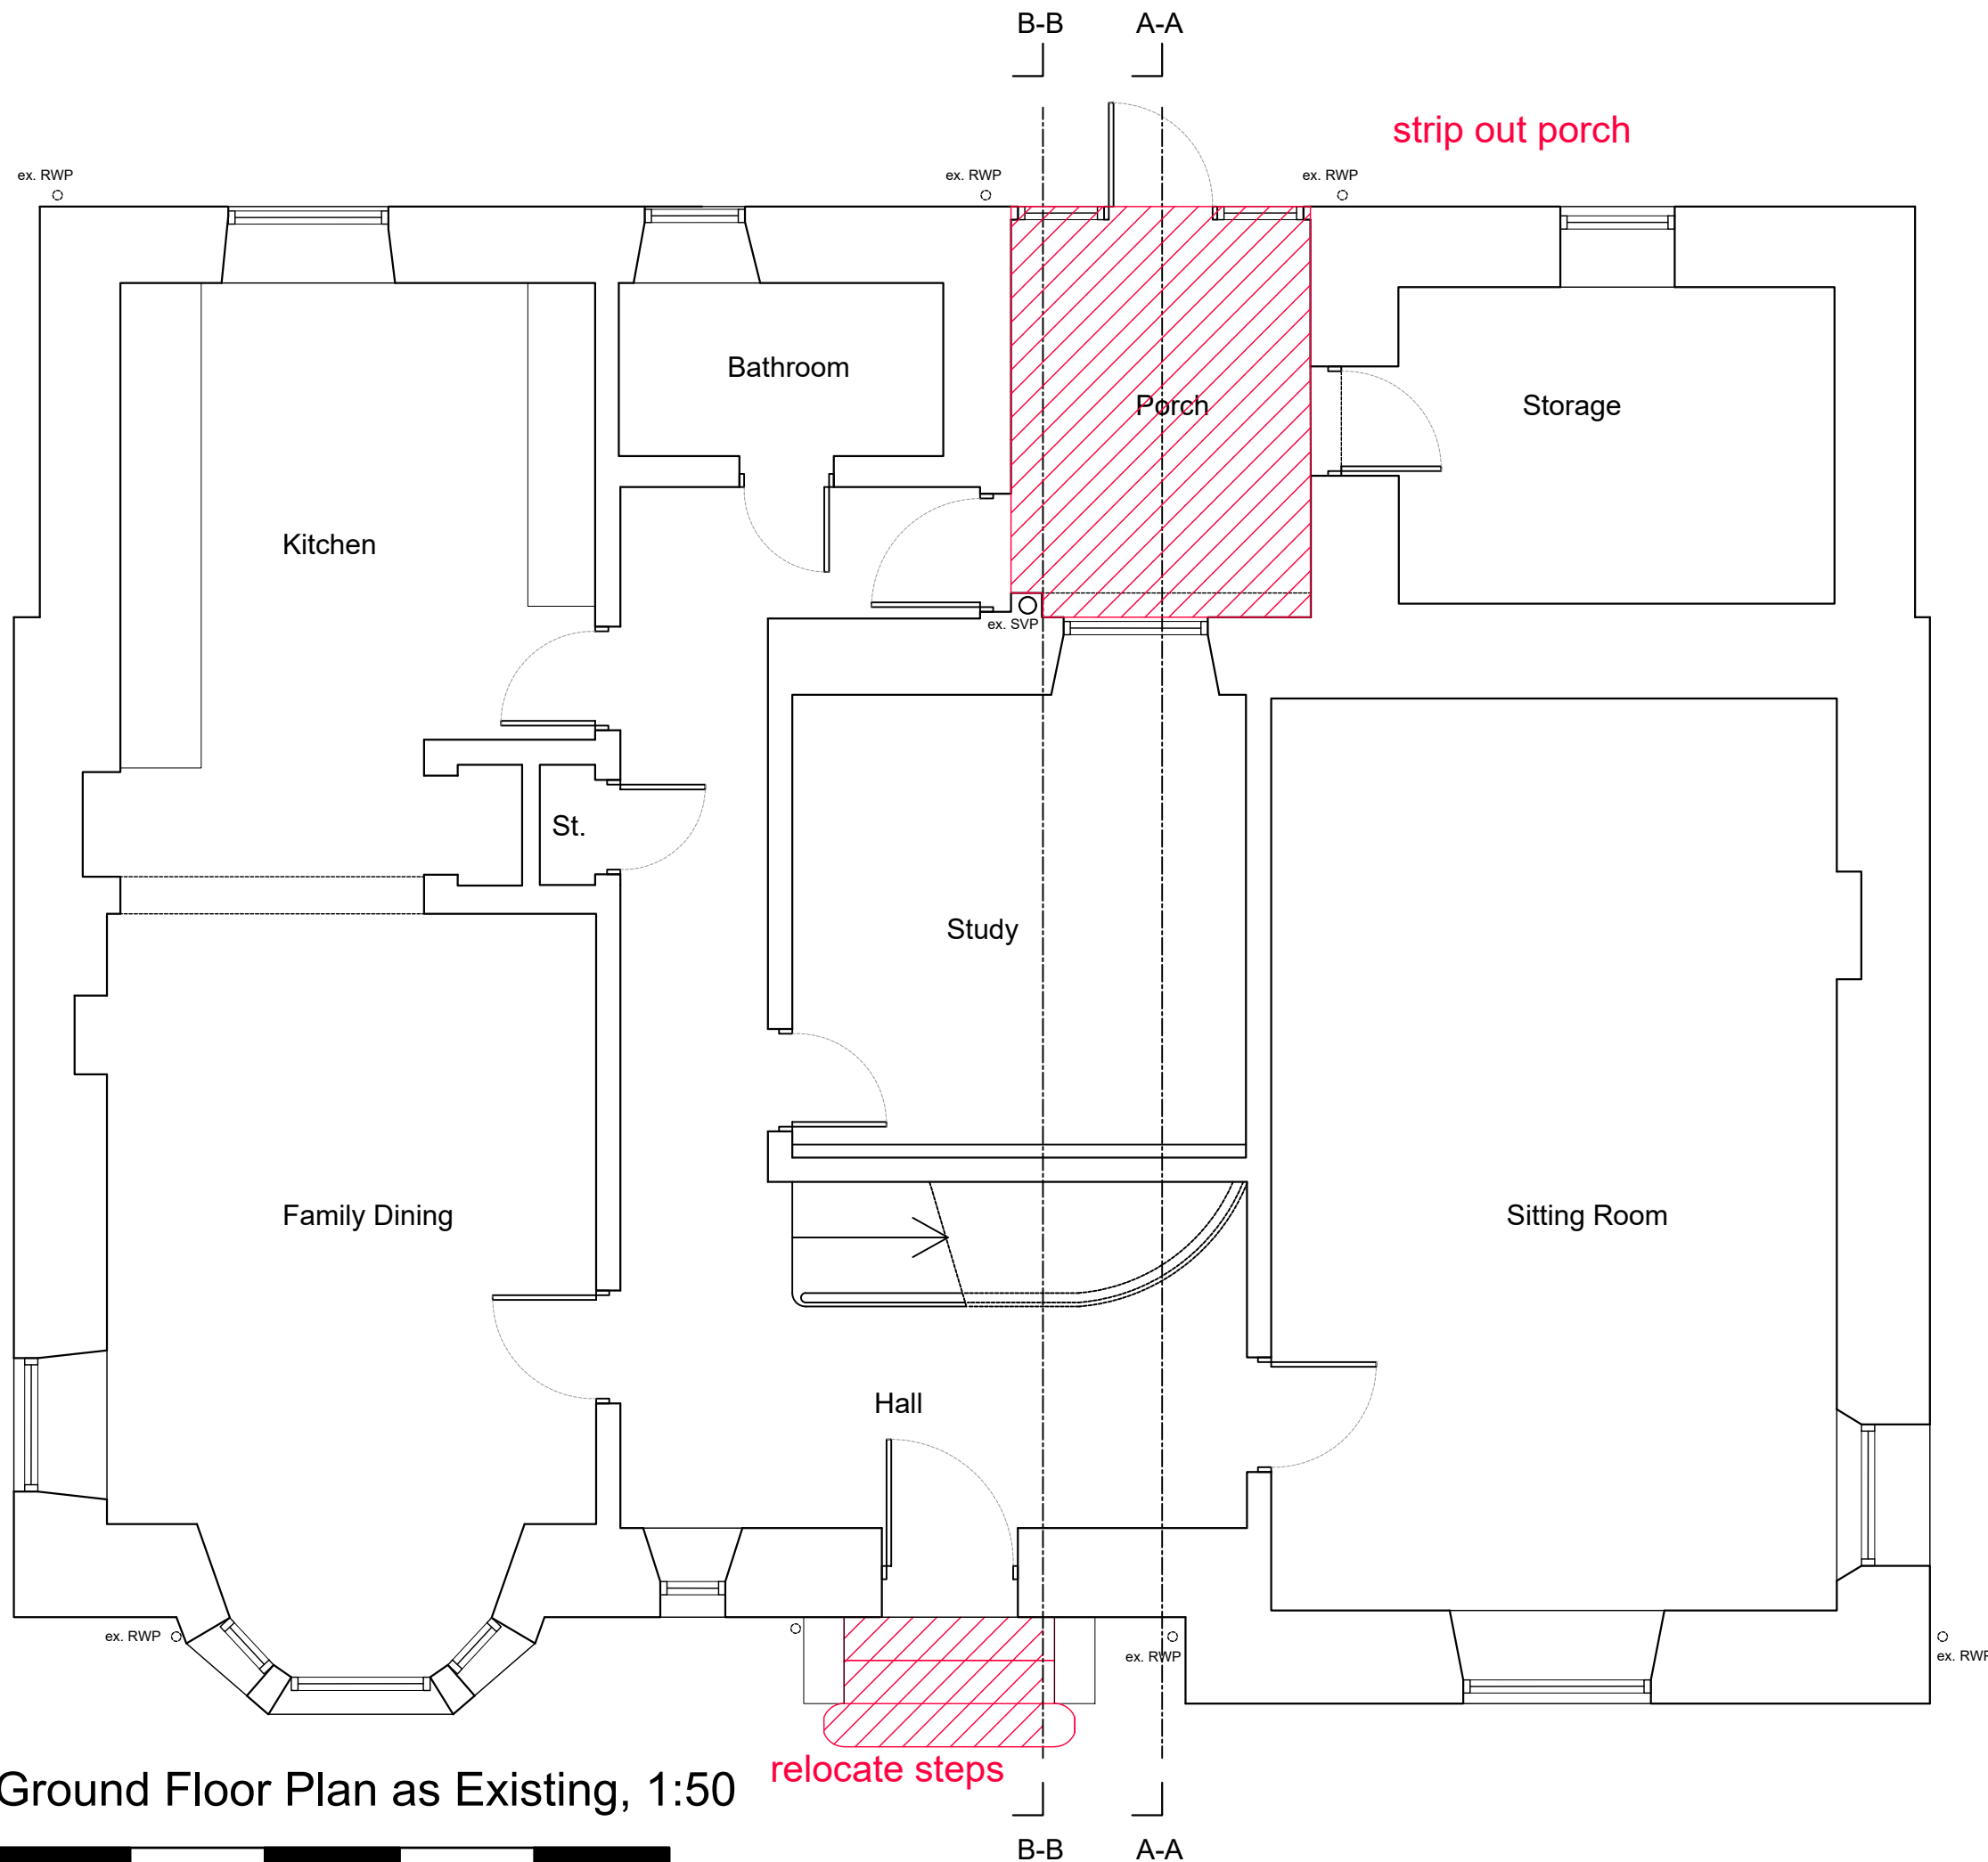 B-B
A-A
strip out porch
ex. RWP
ex. RWP
ex. RWP
Bathroom
Porch
Storage
Kitchen
ex. SVP
St.
Study
Family Dining
Sitting Room
Hall
ex. RWP
ex. RWP
ex. RWP
relocate steps
Ground Floor Plan as Existing, 1:50
B-B
A-A